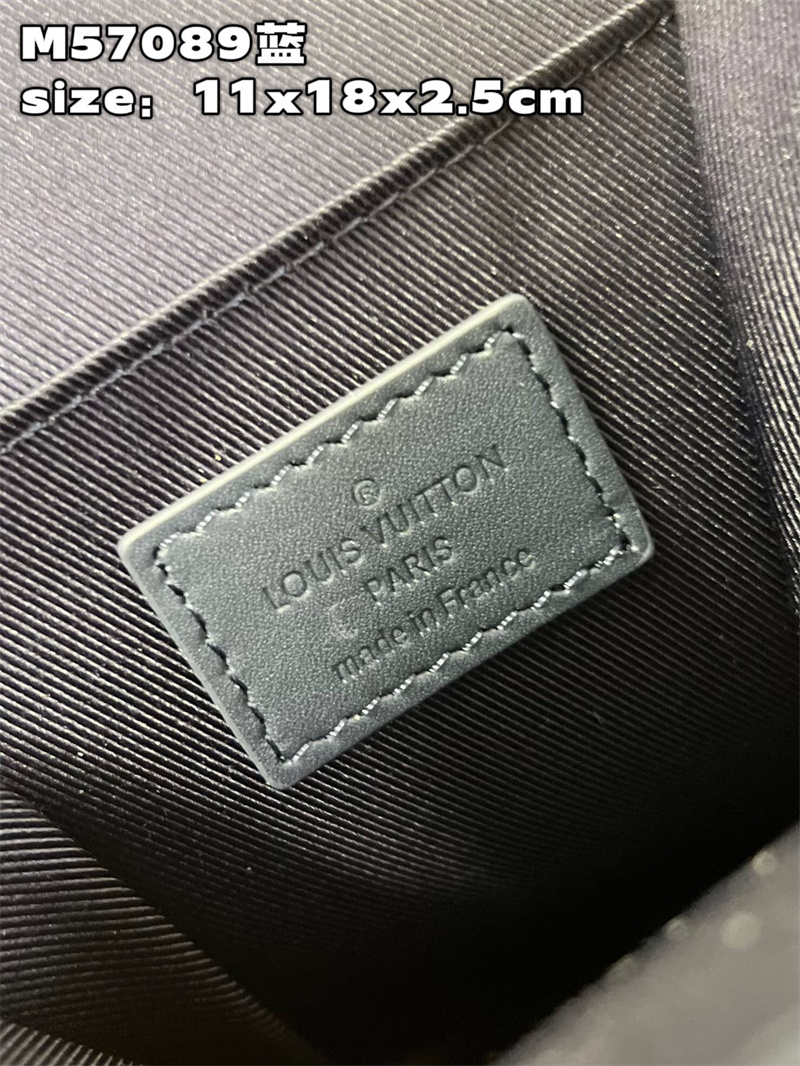 M57089蓝
size: 11x18x2.5cm
®
LOUIS VUITTON
PARIS
made in France